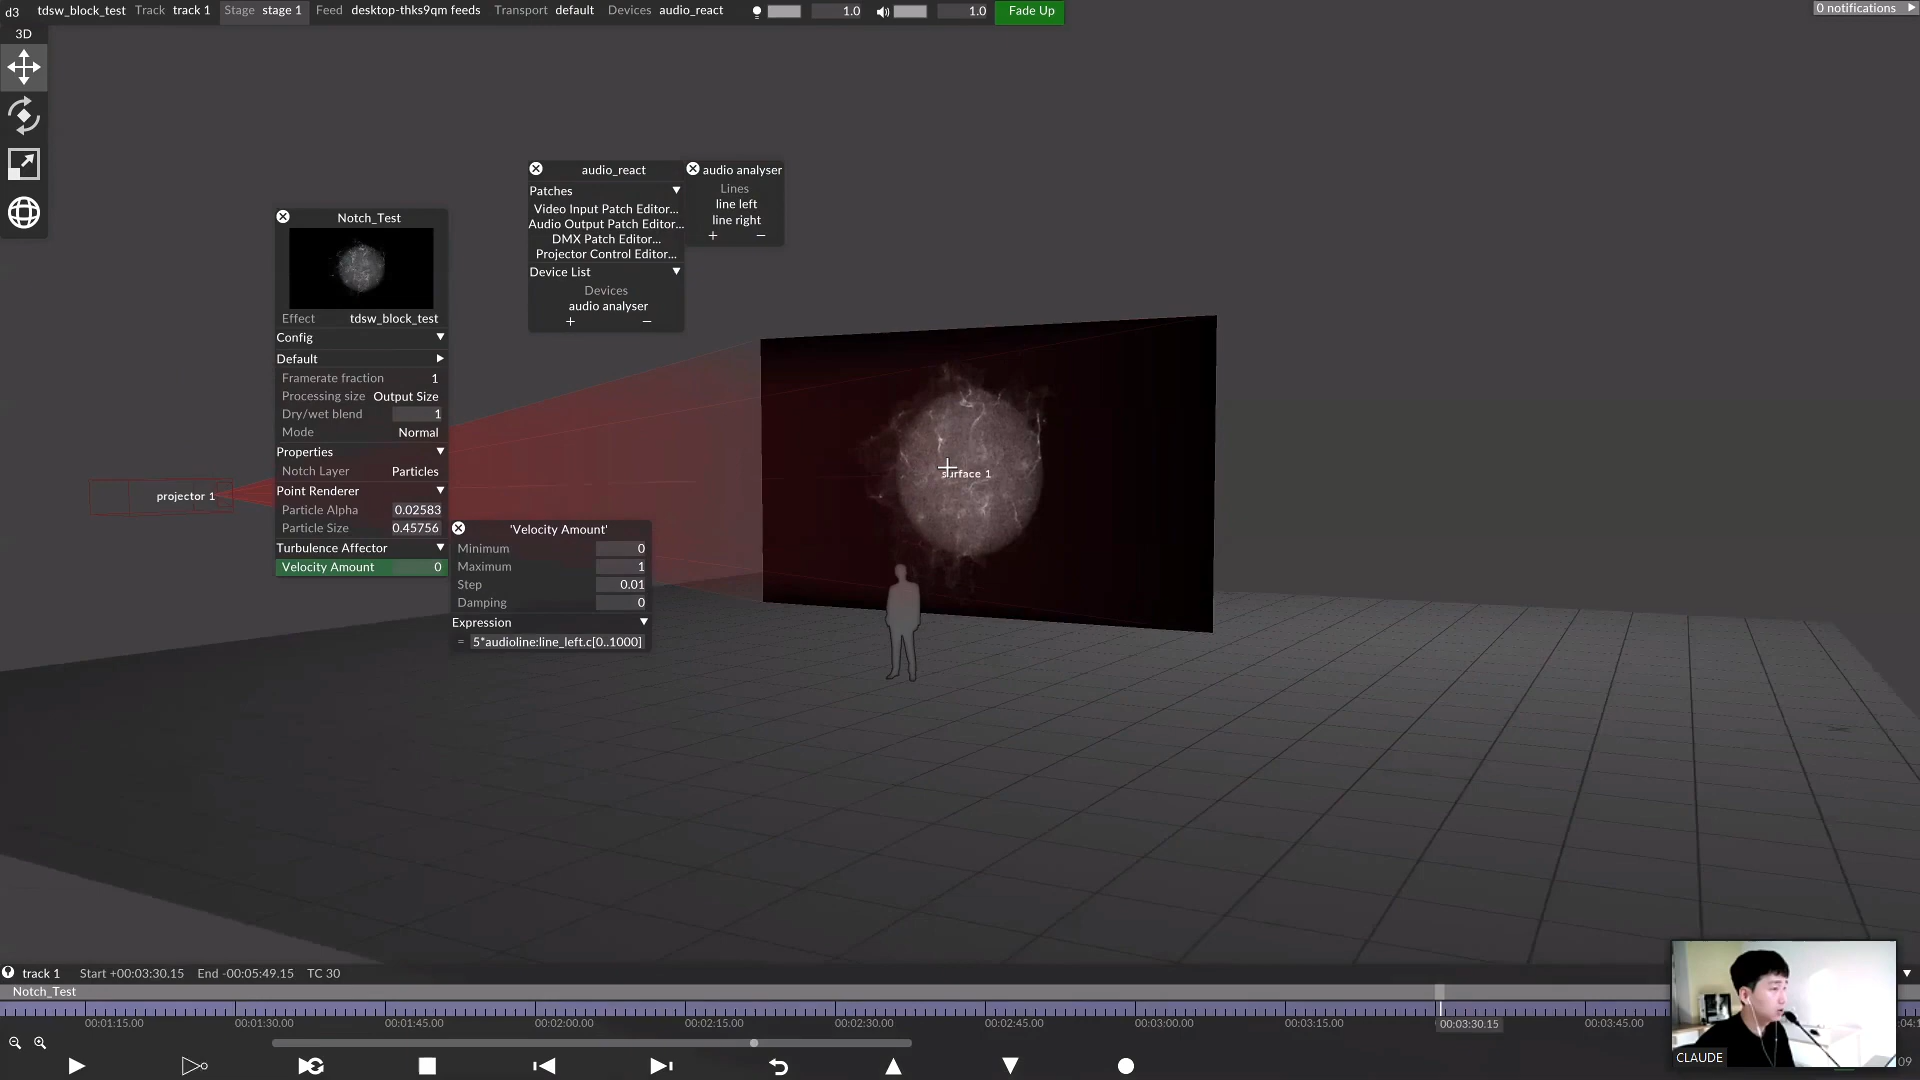 d3 tdsw_block_test Track track 1 Stage stage 1 Feed desktop-thks9qm feeds Transport default Devices audio_react 1.0 1.0 Fade Up 0 notifications
3D
audio_react
Patches
Video Input Patch Editor...
Audio Output Patch Editor...
DMX Patch Editor...
Projector Control Editor...
Device List
Devices
audio analyser
+ −
audio analyser
Lines
line left
line right
+ −
Notch_Test
Effect tdsw_block_test
Config
Default
Framerate fraction 1
Processing size Output Size
Dry/wet blend 1
Mode Normal
Properties
Notch Layer Particles
Point Renderer
Particle Alpha 0.02583
Particle Size 0.45756
Turbulence Affector
Velocity Amount 0
'Velocity Amount'
Minimum 0
Maximum 1
Step 0.01
Damping 0
Expression
= 5*audioline:line_left.c[0..1000]
projector 1
surface 1
track 1 Start +00:03:30.15 End -00:05:49.15 TC 30
Notch_Test
00:01:15.00 00:01:30.00 00:01:45.00 00:02:00.00 00:02:15.00 00:02:30.00 00:02:45.00 00:03:00.00 00:03:15.00 00:03:30.15 00:03:45.00
CLAUDE